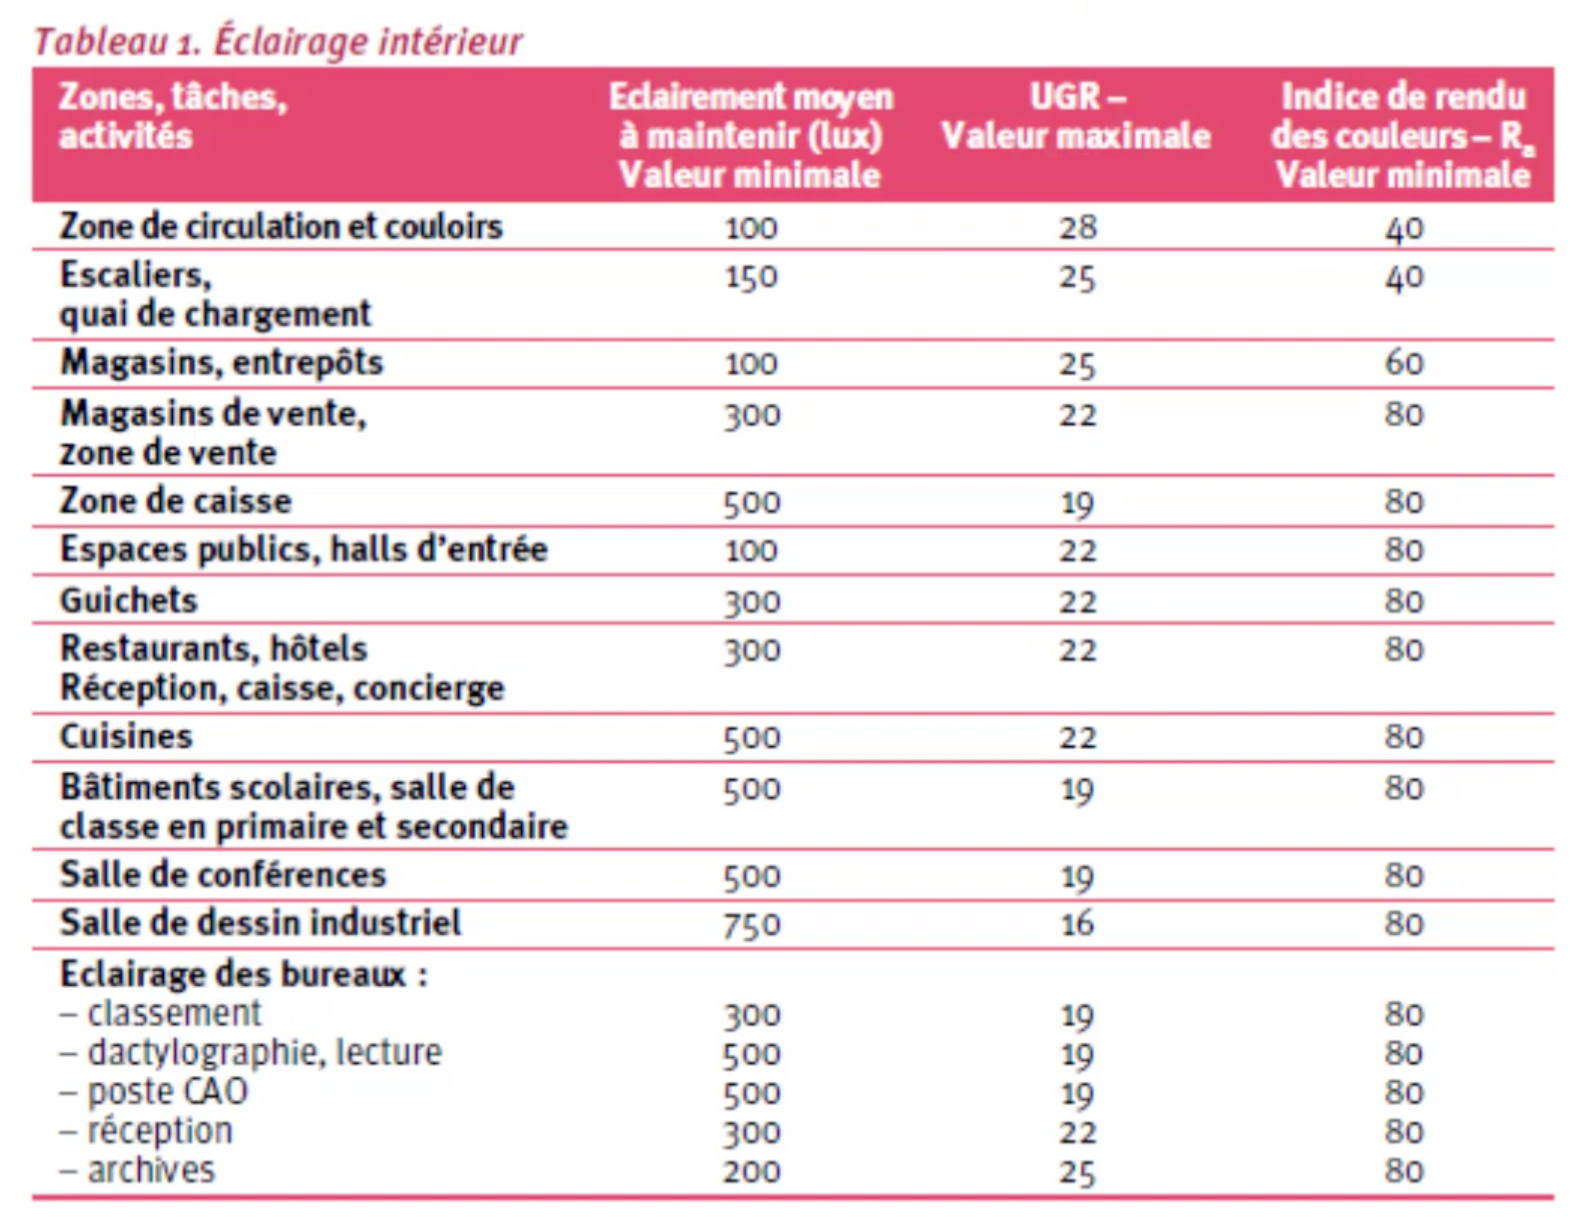 Tableau 1. Éclairage intérieur
Zones, tâches, activités | Eclairement moyen à maintenir (lux) Valeur minimale | UGR – Valeur maximale | Indice de rendu des couleurs – Ra Valeur minimale
Zone de circulation et couloirs 100 28 40
Escaliers, 150 25 40
quai de chargement
Magasins, entrepôts 100 25 60
Magasins de vente, 300 22 80
zone de vente
Zone de caisse 500 19 80
Espaces publics, halls d'entrée 100 22 80
Guichets 300 22 80
Restaurants, hôtels 300 22 80
Réception, caisse, concierge
Cuisines 500 22 80
Bâtiments scolaires, salle de 500 19 80
classe en primaire et secondaire
Salle de conférences 500 19 80
Salle de dessin industriel 750 16 80
Eclairage des bureaux :
– classement 300 19 80
– dactylographie, lecture 500 19 80
– poste CAO 500 19 80
– réception 300 22 80
– archives 200 25 80